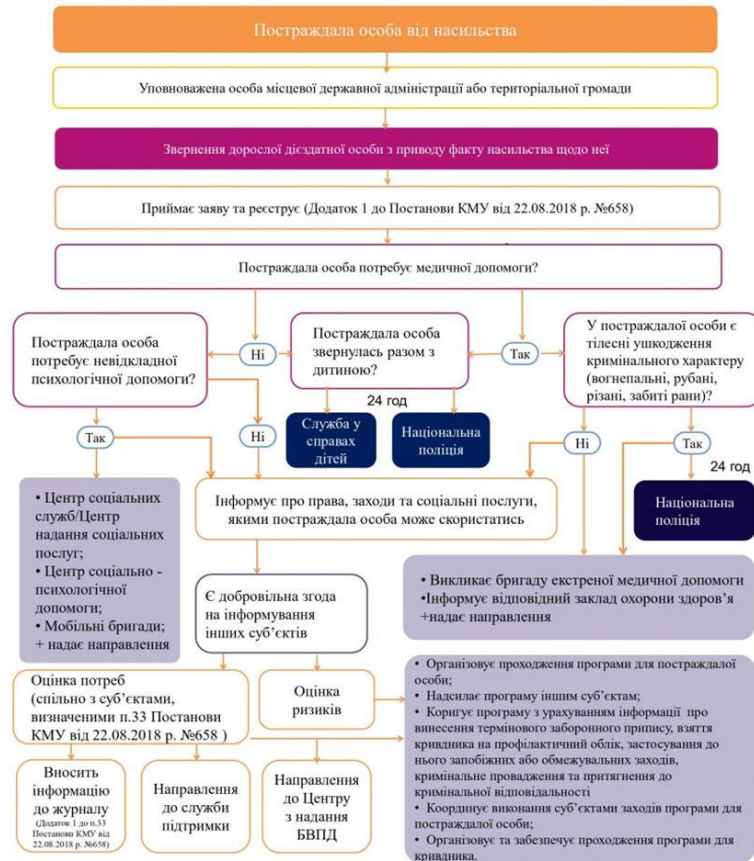 Постраждала особа від насильства
Уповноважена особа місцевої державної адміністрації або територіальної громади
Звернення дорослої дієздатної особи з приводу факту насильства щодо неї
Приймає заяву та реєструє (Додаток 1 до Постанови КМУ від 22.08.2018 р. №658)
Постраждала особа потребує медичної допомоги?
Постраждала особа
потребує невідкладної
психологічної допомоги?
Ні
Постраждала особа
звернулась разом з
дитиною?
Так
У постраждалої особи є
тілесні ушкодження
кримінального характеру
(вогнепальні, рубані,
різані, забиті рани)?
24 год
Служба у
справах
дітей
Національна
поліція
Так
Ні
Ні
Так
24 год
Національна
поліція
• Центр соціальних
служб/Центр
надання соціальних
послуг;
• Центр соціально -
психологічної
допомоги;
• Мобільні бригади;
+ надає направлення
Інформує про права, заходи та соціальні послуги,
якими постраждала особа може скористатись
• Викликає бригаду екстреної медичної допомоги
•Інформує відповідний заклад охорони здоров’я
+надає направлення
Є добровільна згода
на інформування
інших суб’єктів
Оцінка потреб
(спільно з суб’єктами,
визначеними п.33 Постанови
КМУ від 22.08.2018 р. №658 )
Оцінка
ризиків
• Організовує проходження програми для постраждалої
особи;
• Надсилає програму іншим суб’єктам;
• Коригує програму з урахуванням інформації про
винесення термінового заборонного припису, взяття
кривдника на профілактичний облік, застосування до
нього запобіжних або обмежувальних заходів,
кримінальне провадження та притягнення до
кримінальної відповідальності
• Координує виконання суб’єктами заходів програми для
постраждалої особи;
• Організовує та забезпечує проходження програми для
кривдника.
Вносить
інформацію
до журналу
(Додаток 1 до п.33
Постанови КМУ від
22.08.2018 р. №658)
Направлення
до служби
підтримки
Направлення
до Центру
з надання
БВПД